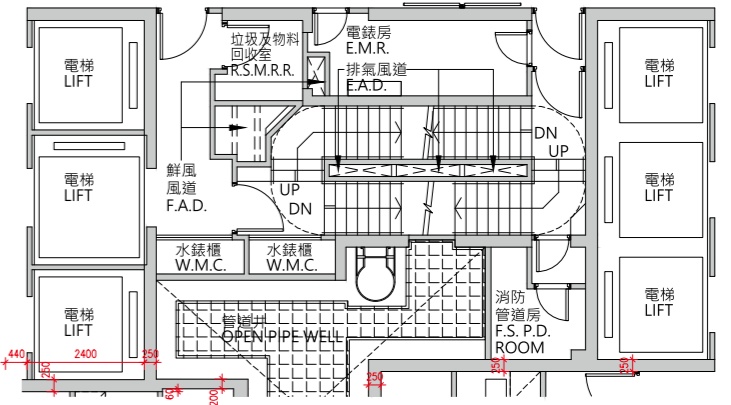 電梯
LIFT
垃圾及物料
回收室
R.S.M.R.R.
電錶房
E.M.R.
排氣風道
E.A.D.
電梯
LIFT
DN
UP
電梯
LIFT
鮮風
風道
F.A.D.
UP
DN
電梯
LIFT
水錶櫃
W.M.C.
水錶櫃
W.M.C.
電梯
LIFT
管道井
OPEN PIPE WELL
消防
管道房
F.S. P.D.
ROOM
電梯
LIFT
440
2400
250
250
250
250
250
60
200